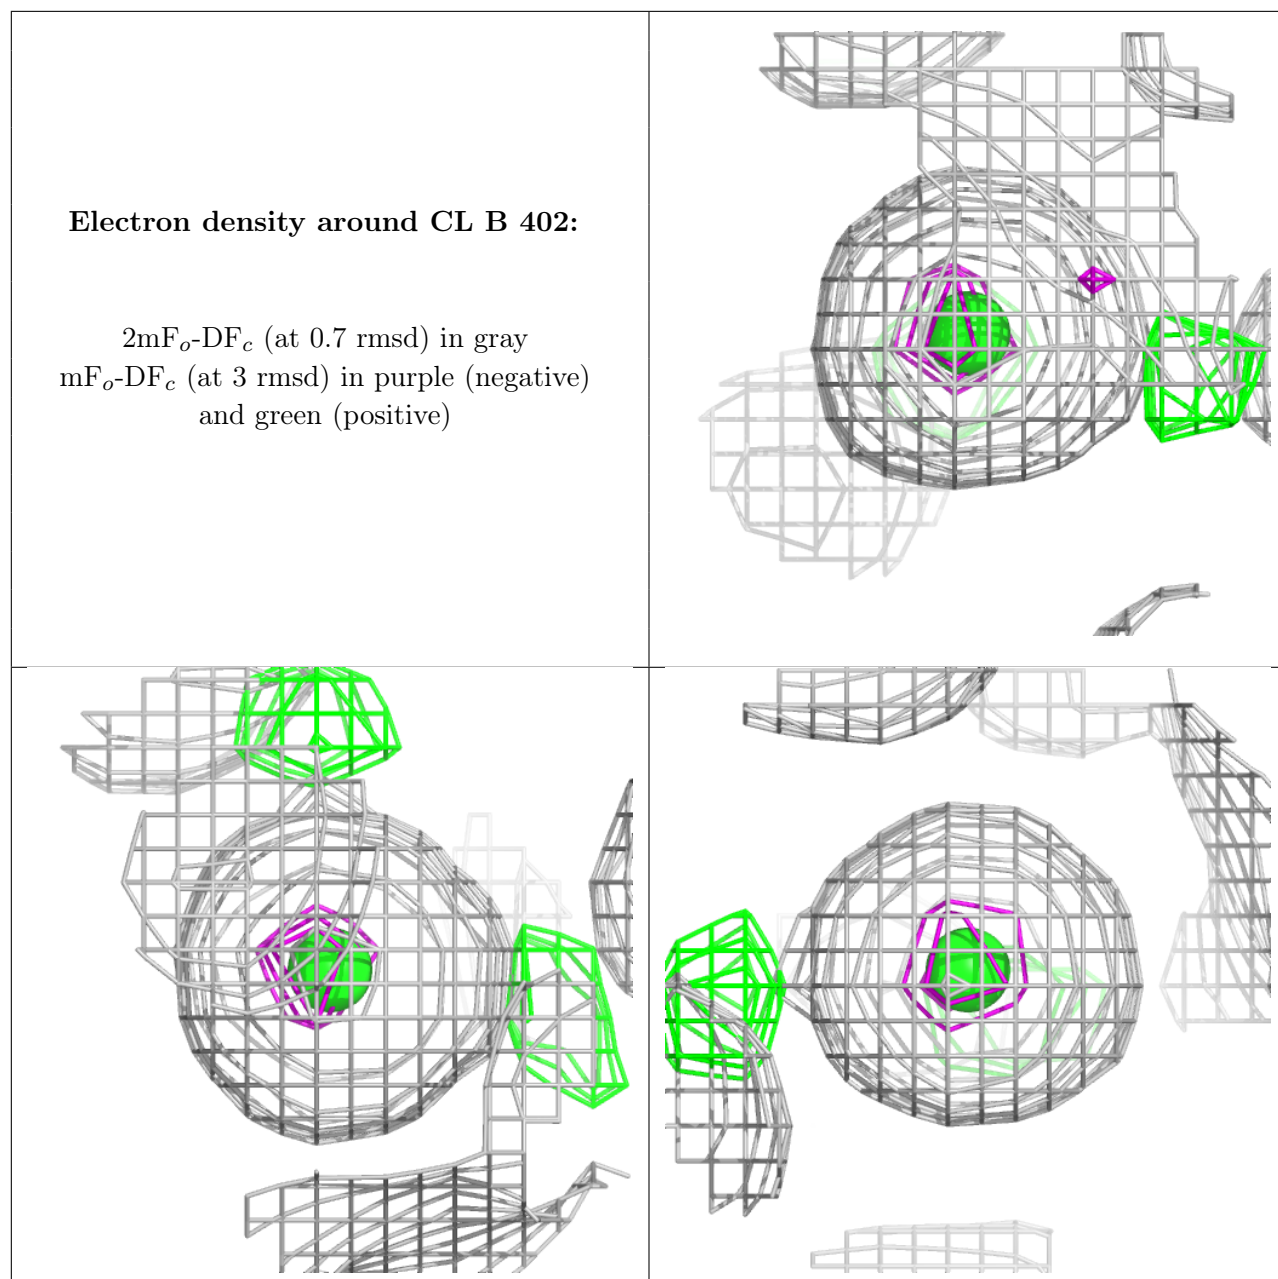 Electron density around CL B 402:
2mFo-DFc (at 0.7 rmsd) in gray
mFo-DFc (at 3 rmsd) in purple (negative)
and green (positive)